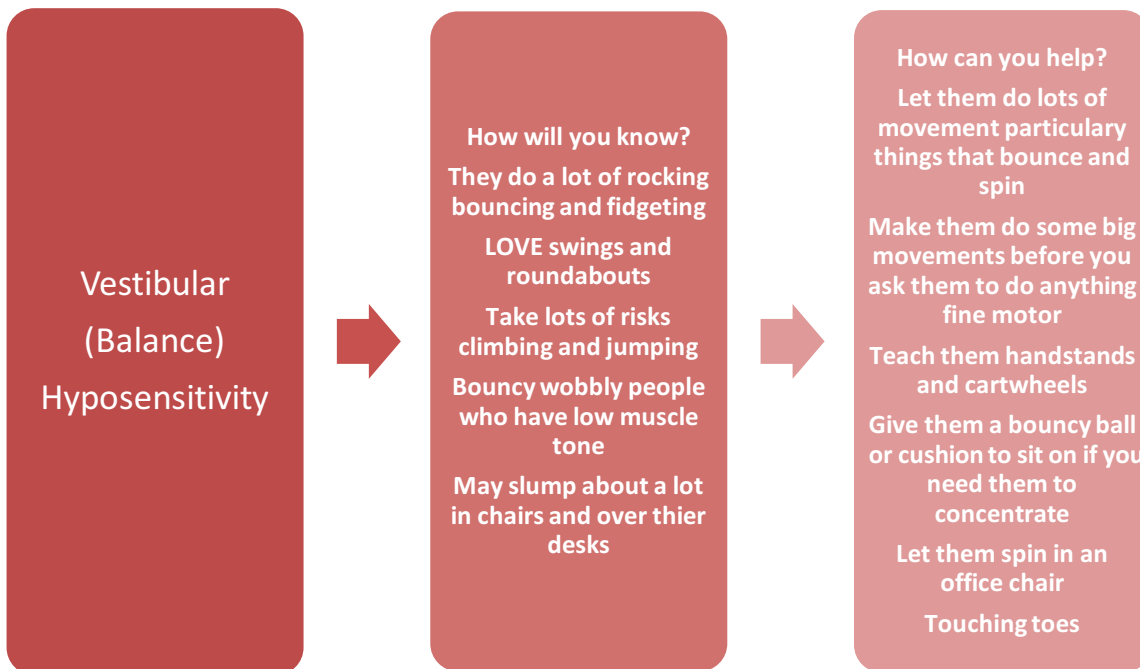 Vestibular
(Balance)
Hyposensitivity
How will you know?
They do a lot of rocking
bouncing and fidgeting
LOVE swings and
roundabouts
Take lots of risks
climbing and jumping
Bouncy wobbly people
who have low muscle
tone
May slump about a lot
in chairs and over thier
desks
How can you help?
Let them do lots of
movement particulary
things that bounce and
spin
Make them do some big
movements before you
ask them to do anything
fine motor
Teach them handstands
and cartwheels
Give them a bouncy ball
or cushion to sit on if you
need them to
concentrate
Let them spin in an
office chair
Touching toes